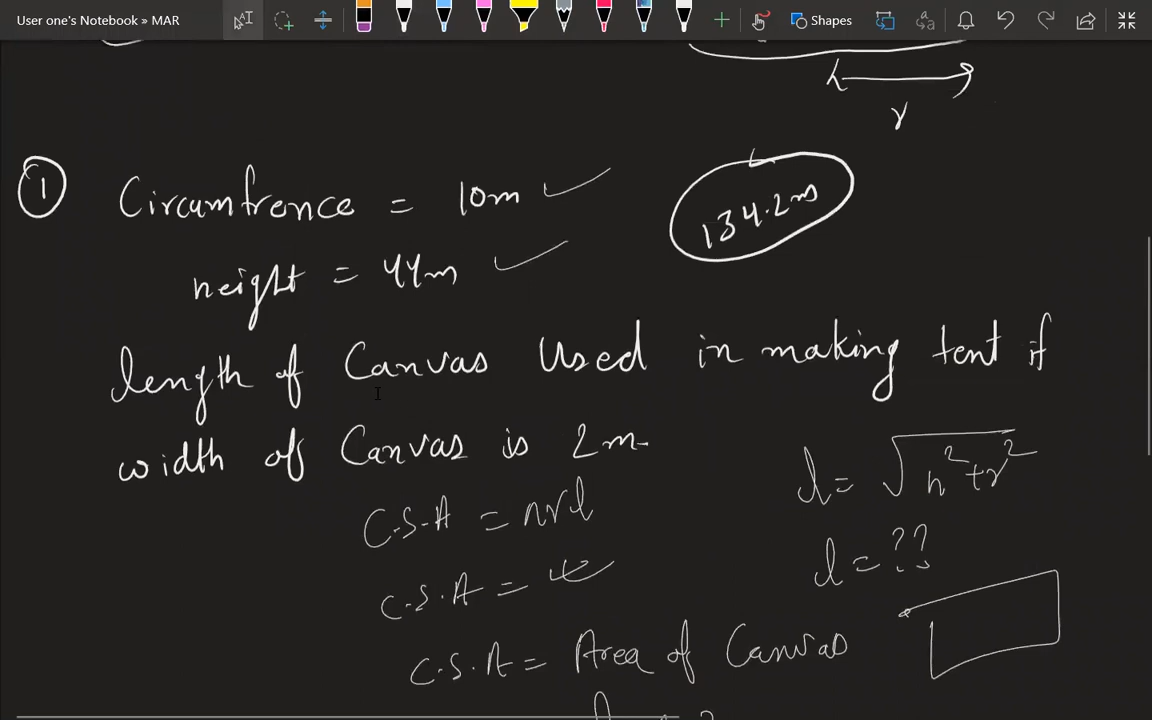 User one's Notebook » MAR
Shapes
r
① Circumfrence = 10m
134.2m
height = 44m
length of Canvas Used in making tent if
width of Canvas is 2m.
l = √h²+r²
C.S.A = πrl
l = ??
C.S.A =
C.S.A = Area of Canvas